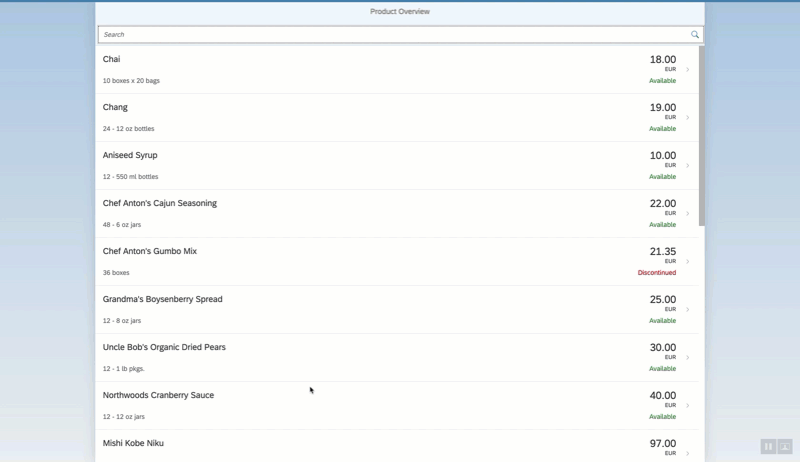 Product Overview
Search
Chai
18.00
EUR
10 boxes x 20 bags
Available
Chang
19.00
EUR
24 - 12 oz bottles
Available
Aniseed Syrup
10.00
EUR
12 - 550 ml bottles
Available
Chef Anton's Cajun Seasoning
22.00
EUR
48 - 6 oz jars
Available
Chef Anton's Gumbo Mix
21.35
EUR
36 boxes
Discontinued
Grandma's Boysenberry Spread
25.00
EUR
12 - 8 oz jars
Available
Uncle Bob's Organic Dried Pears
30.00
EUR
12 - 1 lb pkgs.
Available
Northwoods Cranberry Sauce
40.00
EUR
12 - 12 oz jars
Available
Mishi Kobe Niku
97.00
EUR